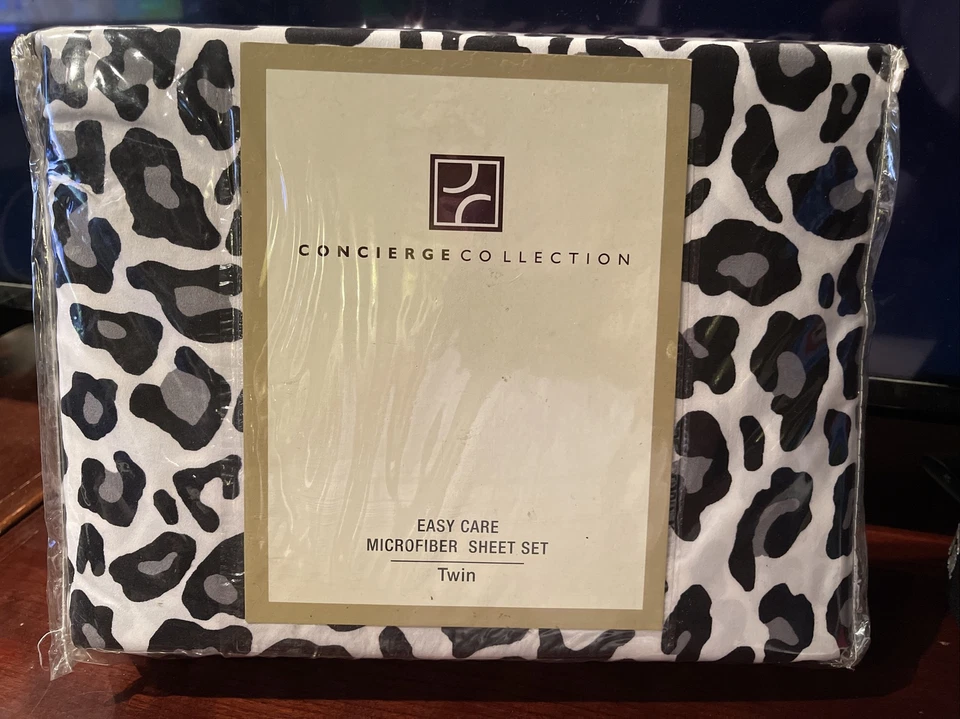 CONCIERGE COLLECTION
EASY CARE
MICROFIBER SHEET SET
Twin